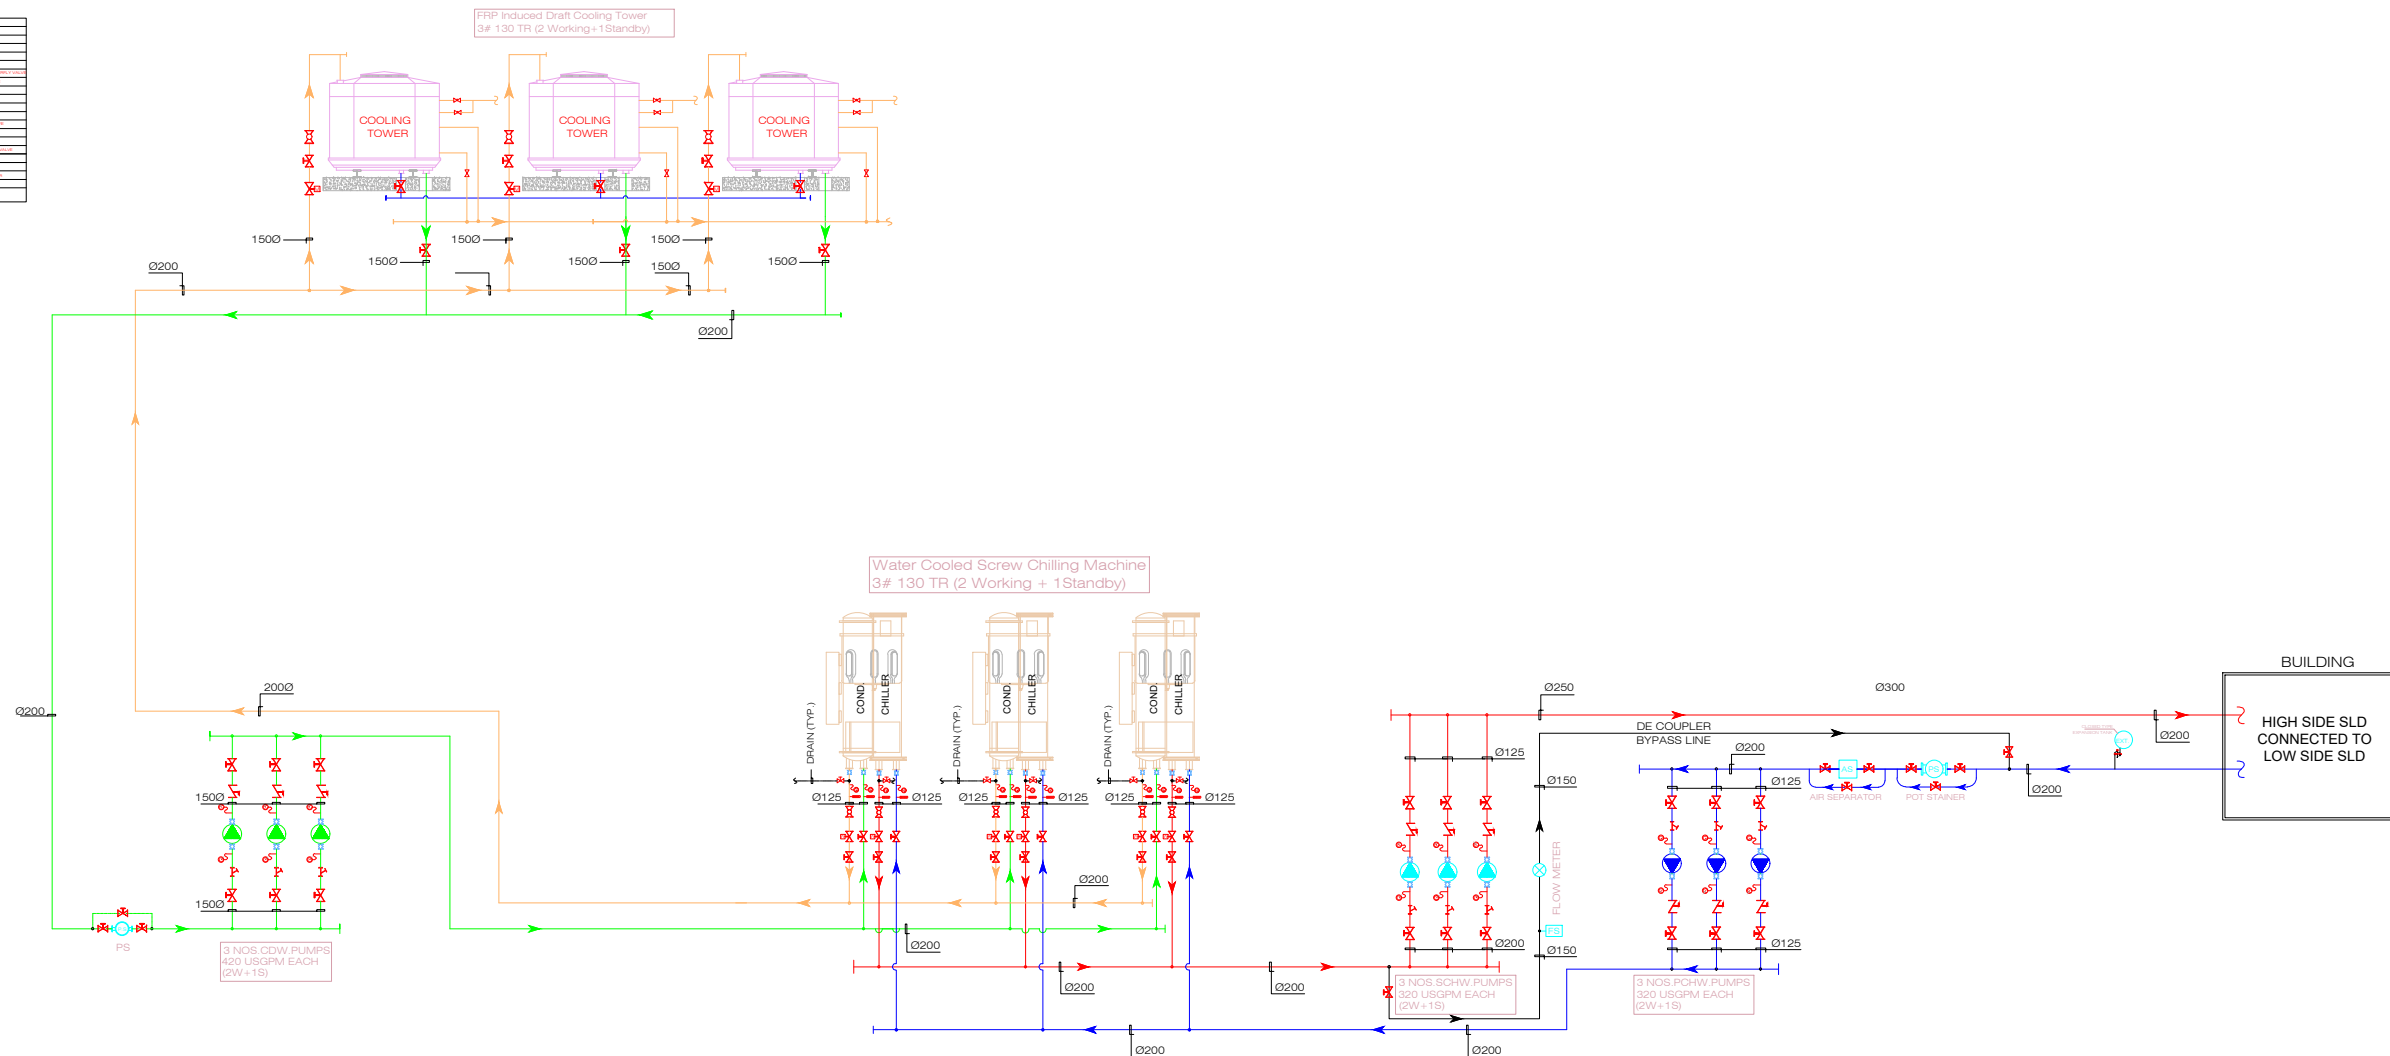 FRP Induced Draft Cooling Tower
3# 130 TR (2 Working+1Standby)
COOLING
TOWER
COOLING
TOWER
COOLING
TOWER
150Ø
150Ø
150Ø
150Ø
150Ø
150Ø
Ø200
150Ø
Ø200
Water Cooled Screw Chilling Machine
3# 130 TR (2 Working + 1Standby)
COND.
CHILLER
COND.
CHILLER
COND.
CHILLER
DRAIN (TYP.)
DRAIN (TYP.)
DRAIN (TYP.)
Ø125
Ø125
Ø125
Ø125
Ø125
Ø125
200Ø
Ø200
150Ø
150Ø
PS
3 NOS.CDW.PUMPS
420 USGPM EACH
(2W+1S)
Ø200
Ø200
Ø200
Ø200
Ø200
Ø200
Ø250
Ø300
BUILDING
HIGH SIDE SLD
CONNECTED TO
LOW SIDE SLD
DE COUPLER
BYPASS LINE
Ø200
Ø200
Ø125
Ø125
Ø150
AS
PS
AIR SEPARATOR
POT STAINER
Ø200
EXT
FLOW METER
FS
Ø200
Ø150
Ø125
3 NOS.SCHW.PUMPS
320 USGPM EACH
(2W+1S)
3 NOS.PCHW.PUMPS
320 USGPM EACH
(2W+1S)